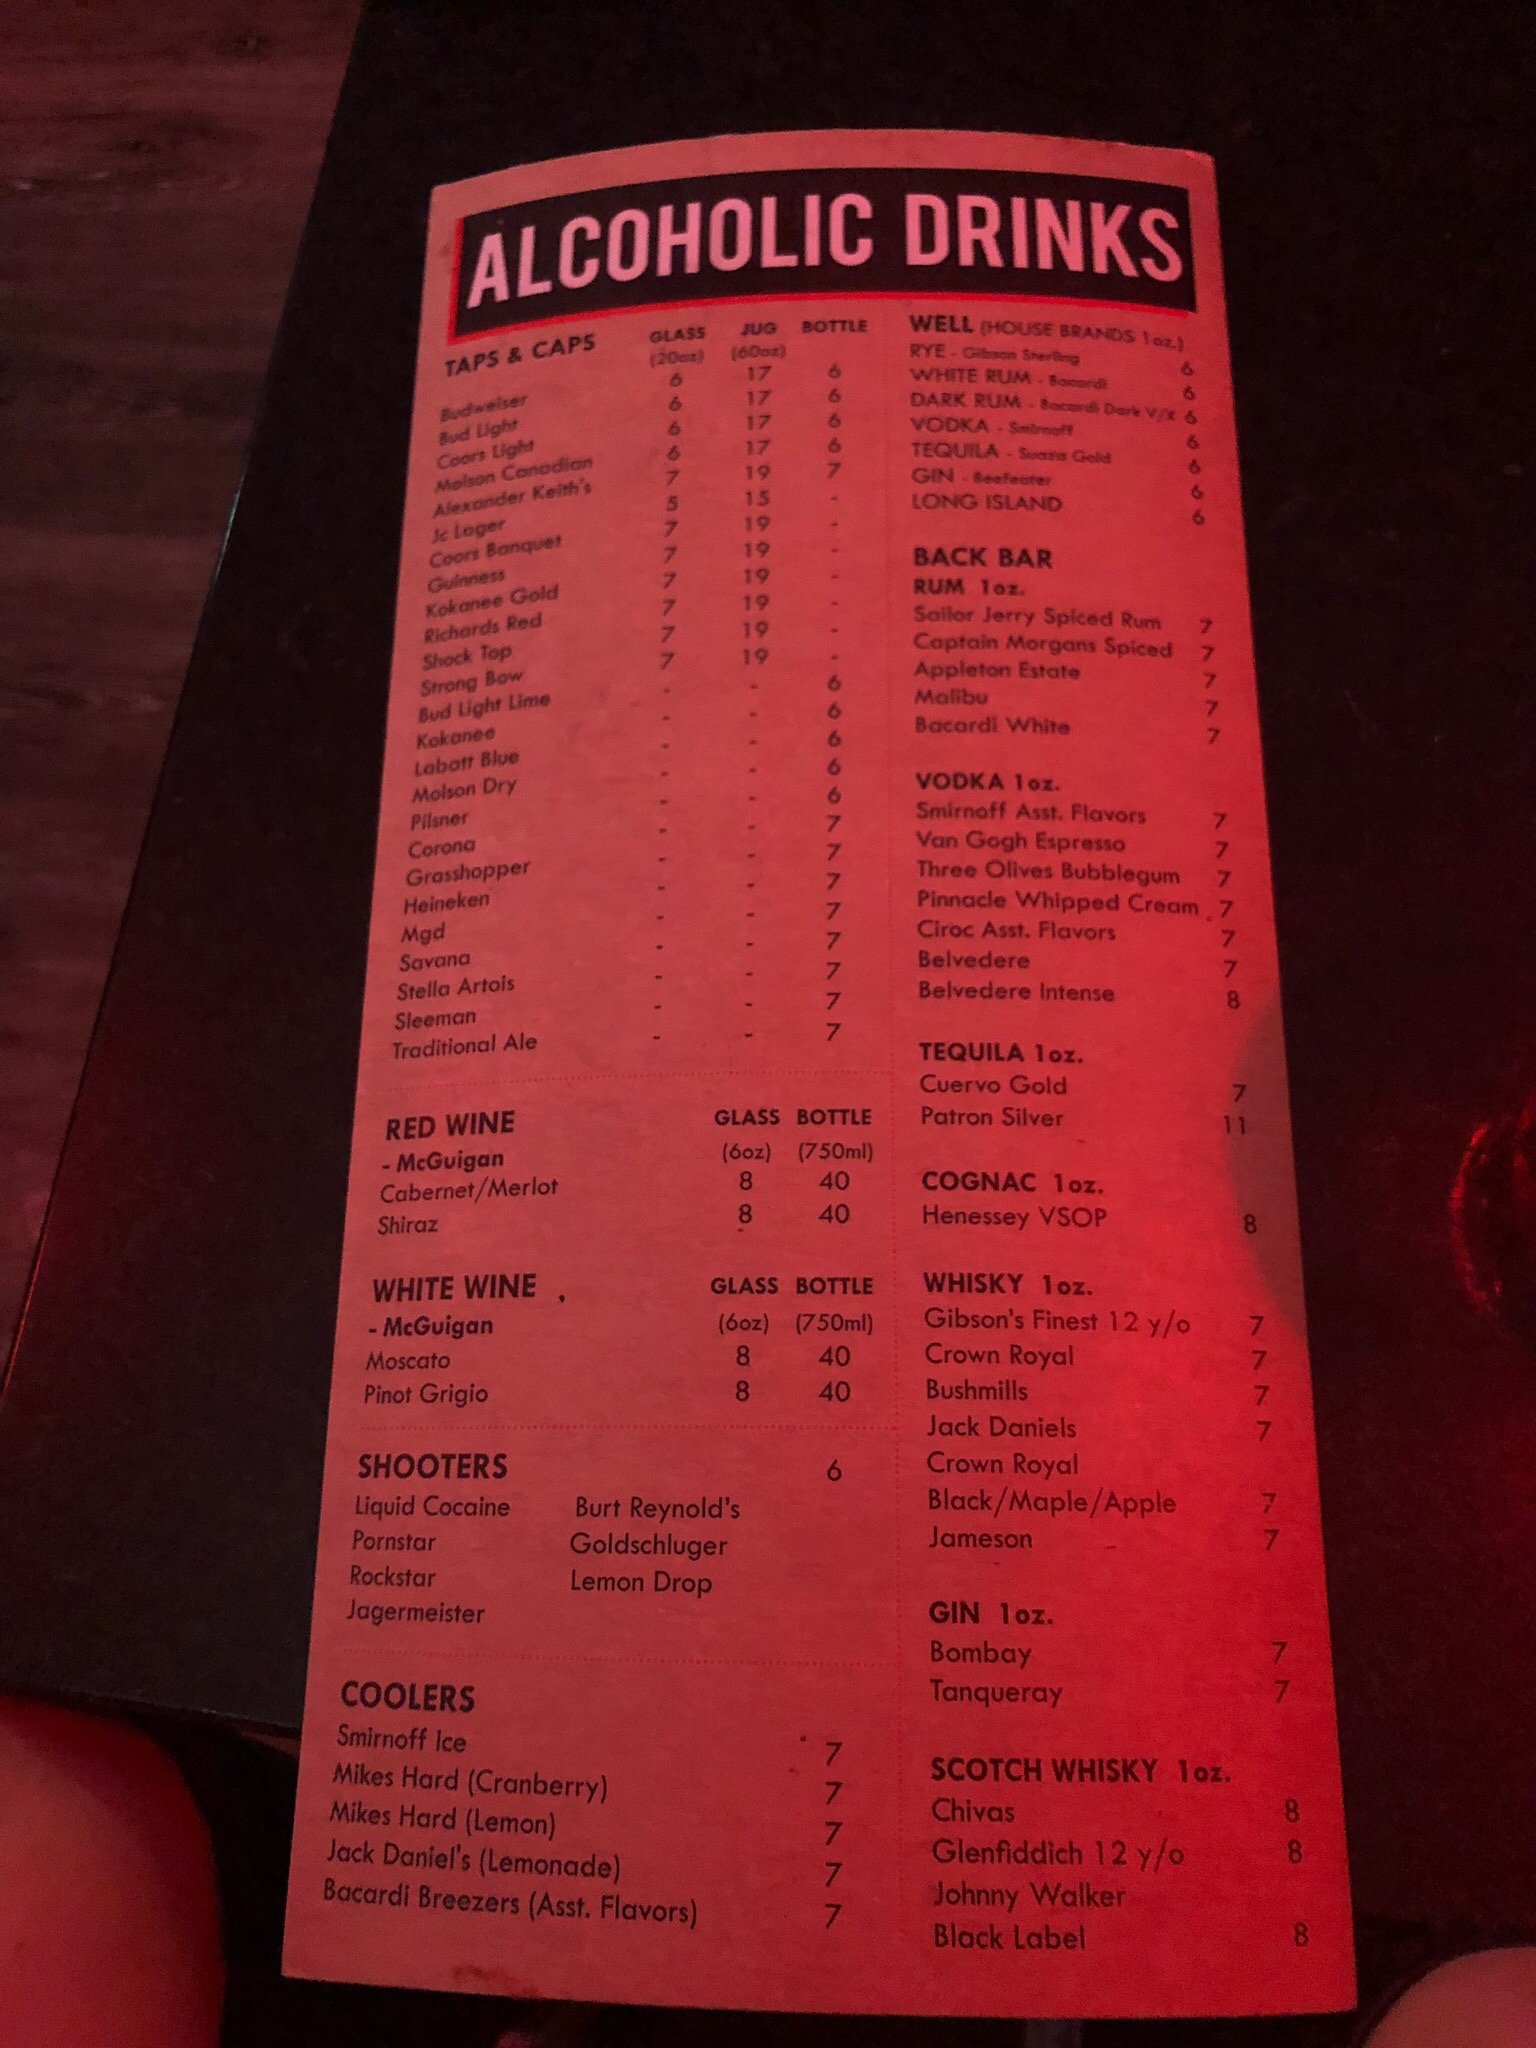 ALCOHOLIC DRINKS
TAPS & CAPS GLASS JUG BOTTLE
(20oz) (60oz)
Budweiser 6 17 6
Bud Light 6 17 6
Coors Light 6 17 6
Molson Canadian 6 17 6
Alexander Keith's 7 19 7
Jc Lager 5 15 -
Coors Banquet 7 19 -
Guinness 7 19 -
Kokanee Gold 7 19 -
Richards Red 7 19 -
Shock Top 7 19 -
Strong Bow 7 19 -
Bud Light Lime - - 6
Kokanee - - 6
Labatt Blue - - 6
Molson Dry - - 6
Pilsner - - 6
Corona - - 7
Grasshopper - - 7
Heineken - - 7
Mgd - - 7
Savana - - 7
Stella Artois - - 7
Sleeman - - 7
Traditional Ale - - 7
RED WINE GLASS BOTTLE
- McGuigan (6oz) (750ml)
Cabernet/Merlot 8 40
Shiraz 8 40
WHITE WINE GLASS BOTTLE
- McGuigan (6oz) (750ml)
Moscato 8 40
Pinot Grigio 8 40
SHOOTERS 6
Liquid Cocaine Burt Reynold's
Pornstar Goldschluger
Rockstar Lemon Drop
Jagermeister
COOLERS
Smirnoff Ice 7
Mikes Hard (Cranberry) 7
Mikes Hard (Lemon) 7
Jack Daniel's (Lemonade) 7
Bacardi Breezers (Asst. Flavors) 7
WELL (HOUSE BRANDS 1oz.)
RYE - Gibson Sterling 6
WHITE RUM - Bacardi 6
DARK RUM - Bacardi Dark V/X 6
VODKA - Smirnoff 6
TEQUILA - Suaza Gold 6
GIN - Beefeater 6
LONG ISLAND 6
BACK BAR
RUM 1oz.
Sailor Jerry Spiced Rum 7
Captain Morgans Spiced 7
Appleton Estate 7
Malibu 7
Bacardi White 7
VODKA 1oz.
Smirnoff Asst. Flavors 7
Van Gogh Espresso 7
Three Olives Bubblegum 7
Pinnacle Whipped Cream 7
Ciroc Asst. Flavors 7
Belvedere 7
Belvedere Intense 8
TEQUILA 1oz.
Cuervo Gold 7
Patron Silver 11
COGNAC 1oz.
Henessey VSOP 8
WHISKY 1oz.
Gibson's Finest 12 y/o 7
Crown Royal 7
Bushmills 7
Jack Daniels 7
Crown Royal
Black/Maple/Apple 7
Jameson 7
GIN 1oz.
Bombay 7
Tanqueray 7
SCOTCH WHISKY 1oz.
Chivas 8
Glenfiddich 12 y/o 8
Johnny Walker
Black Label 8